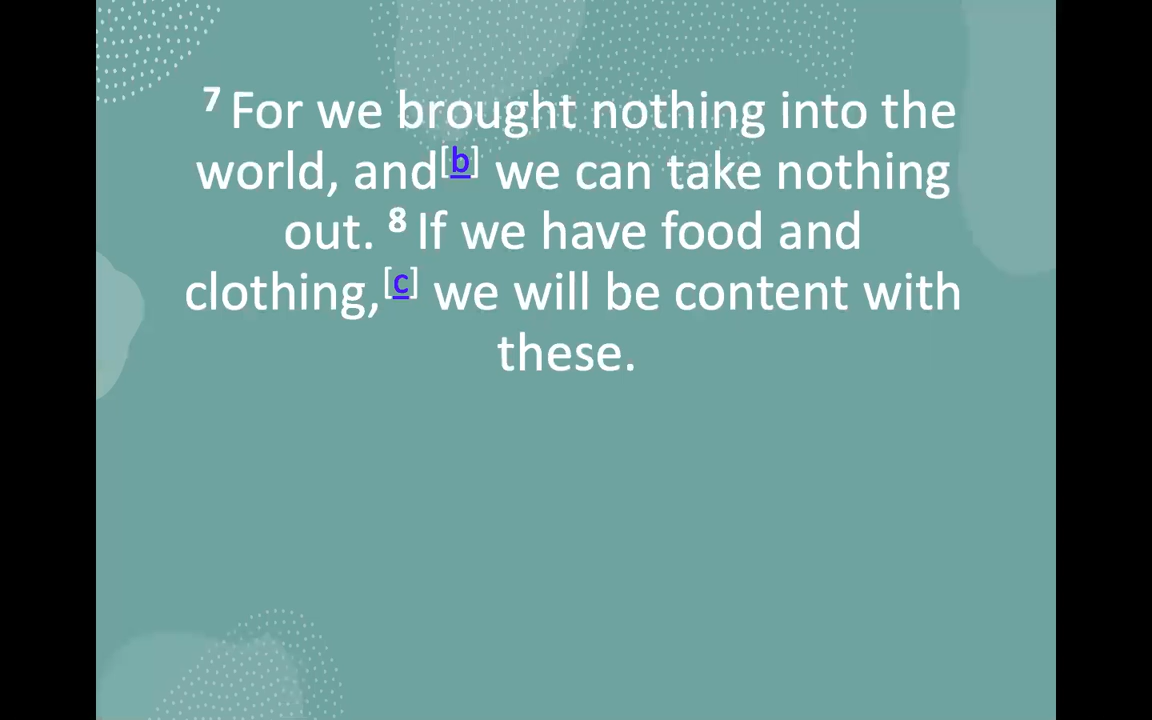 7 For we brought nothing into the
world, and[b] we can take nothing
out. 8 If we have food and
clothing,[c] we will be content with
these.